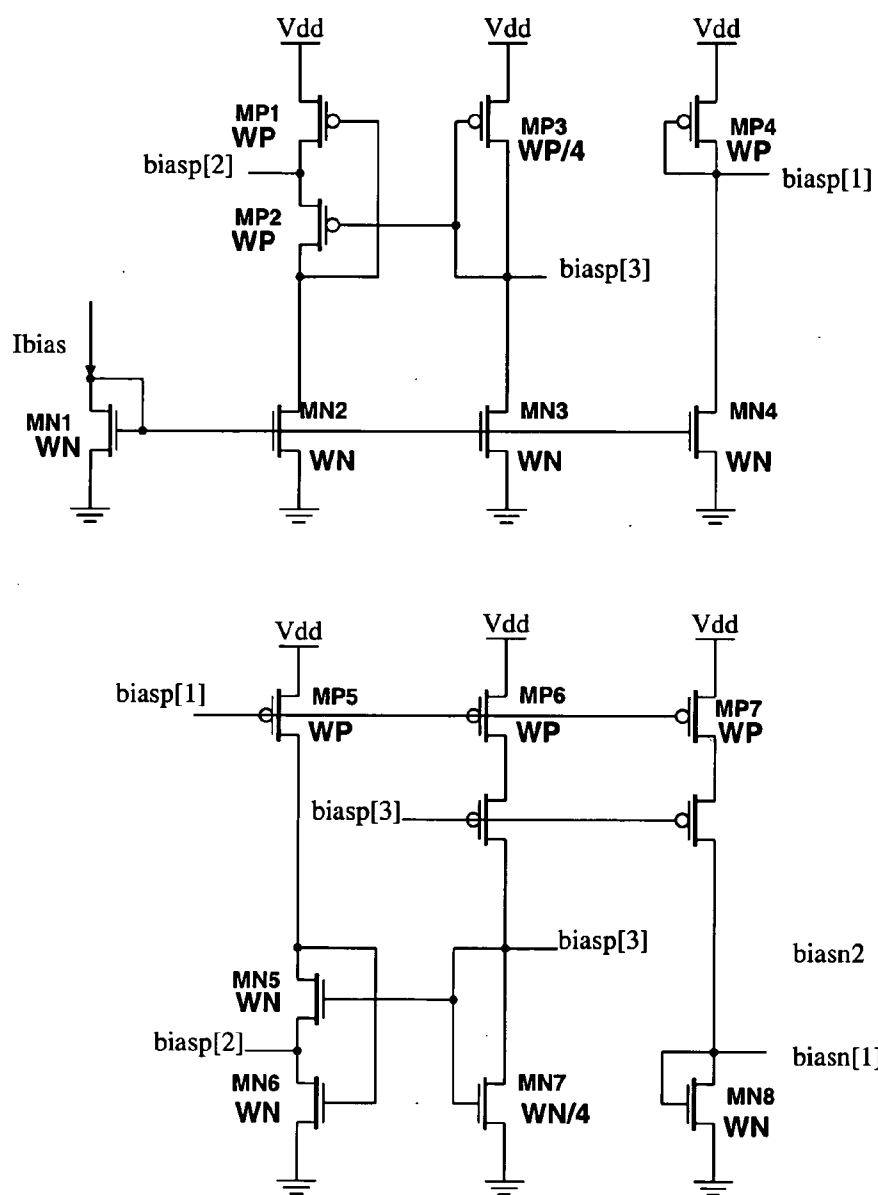 Vdd Vdd Vdd
MP1 MP3 MP4
WP WP/4 WP
biasp[2] biasp[1]
MP2
WP
biasp[3]
Ibias
MN1 MN2 MN3 MN4
WN WN WN WN
Vdd Vdd Vdd
biasp[1] MP5 MP6 MP7
WP WP WP
biasp[3]
biasp[3] biasn2
MN5
WN
biasp[2] biasn[1]
MN6 MN7 MN8
WN WN/4 WN